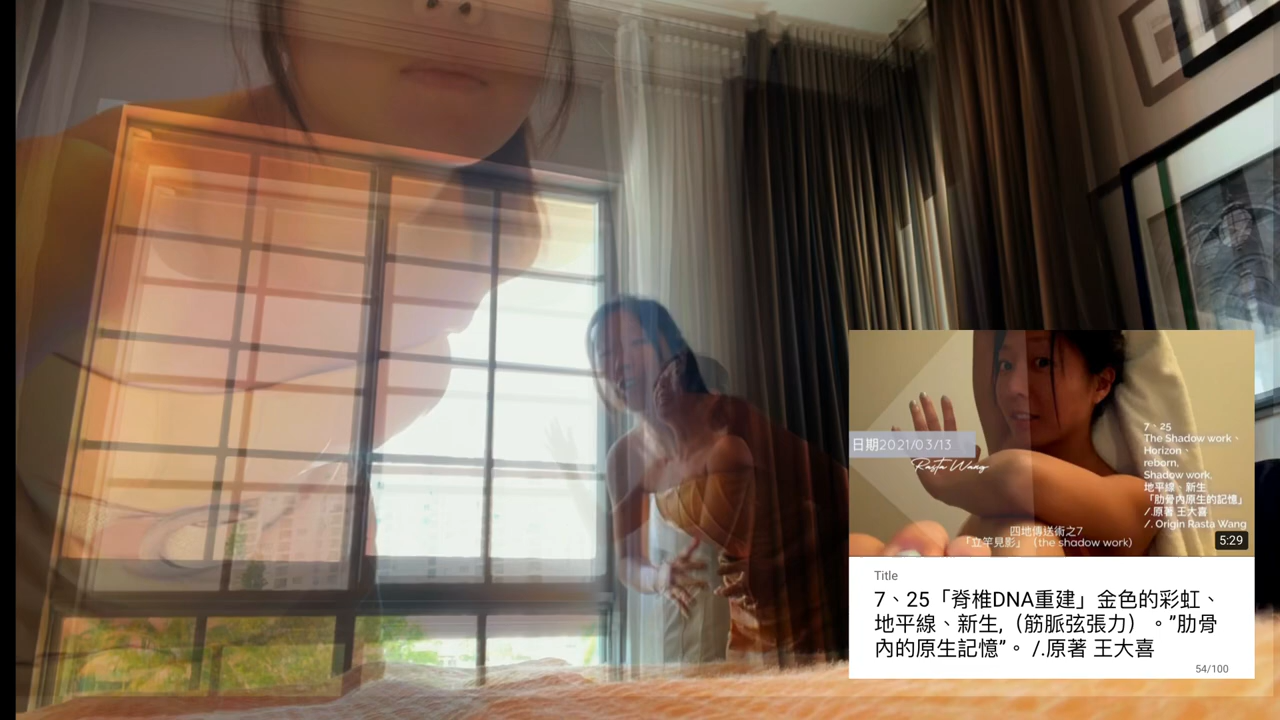 日期2021/03/13
Rasta Wang
7、25
The Shadow work、
Horizon、
reborn,
Shadow work,
地平線、新生
「肋骨內原生的記憶」
/.原著 王大喜
/. Origin Rasta Wang
四地傳送術之7
「立竿見影」（the shadow work）
5:29
Title
7、25「脊椎DNA重建」金色的彩虹、
地平線、新生,（筋脈弦張力）。”肋骨
內的原生記憶”。 /.原著 王大喜
54/100